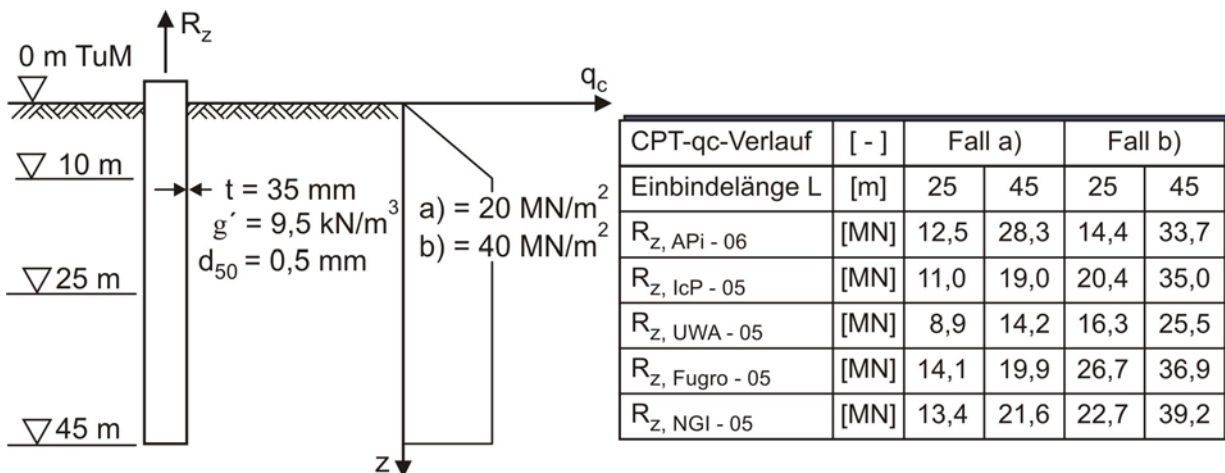 R_z
0 m TuM
q_c
10 m
t = 35 mm
g´ = 9,5 kN/m³
d_50 = 0,5 mm
a) = 20 MN/m²
b) = 40 MN/m²
25 m
45 m
z
CPT-qc-Verlauf [ - ] Fall a) Fall b)
Einbindelänge L [m] 25 45 25 45
R_z, APi - 06 [MN] 12,5 28,3 14,4 33,7
R_z, IcP - 05 [MN] 11,0 19,0 20,4 35,0
R_z, UWA - 05 [MN] 8,9 14,2 16,3 25,5
R_z, Fugro - 05 [MN] 14,1 19,9 26,7 36,9
R_z, NGI - 05 [MN] 13,4 21,6 22,7 39,2